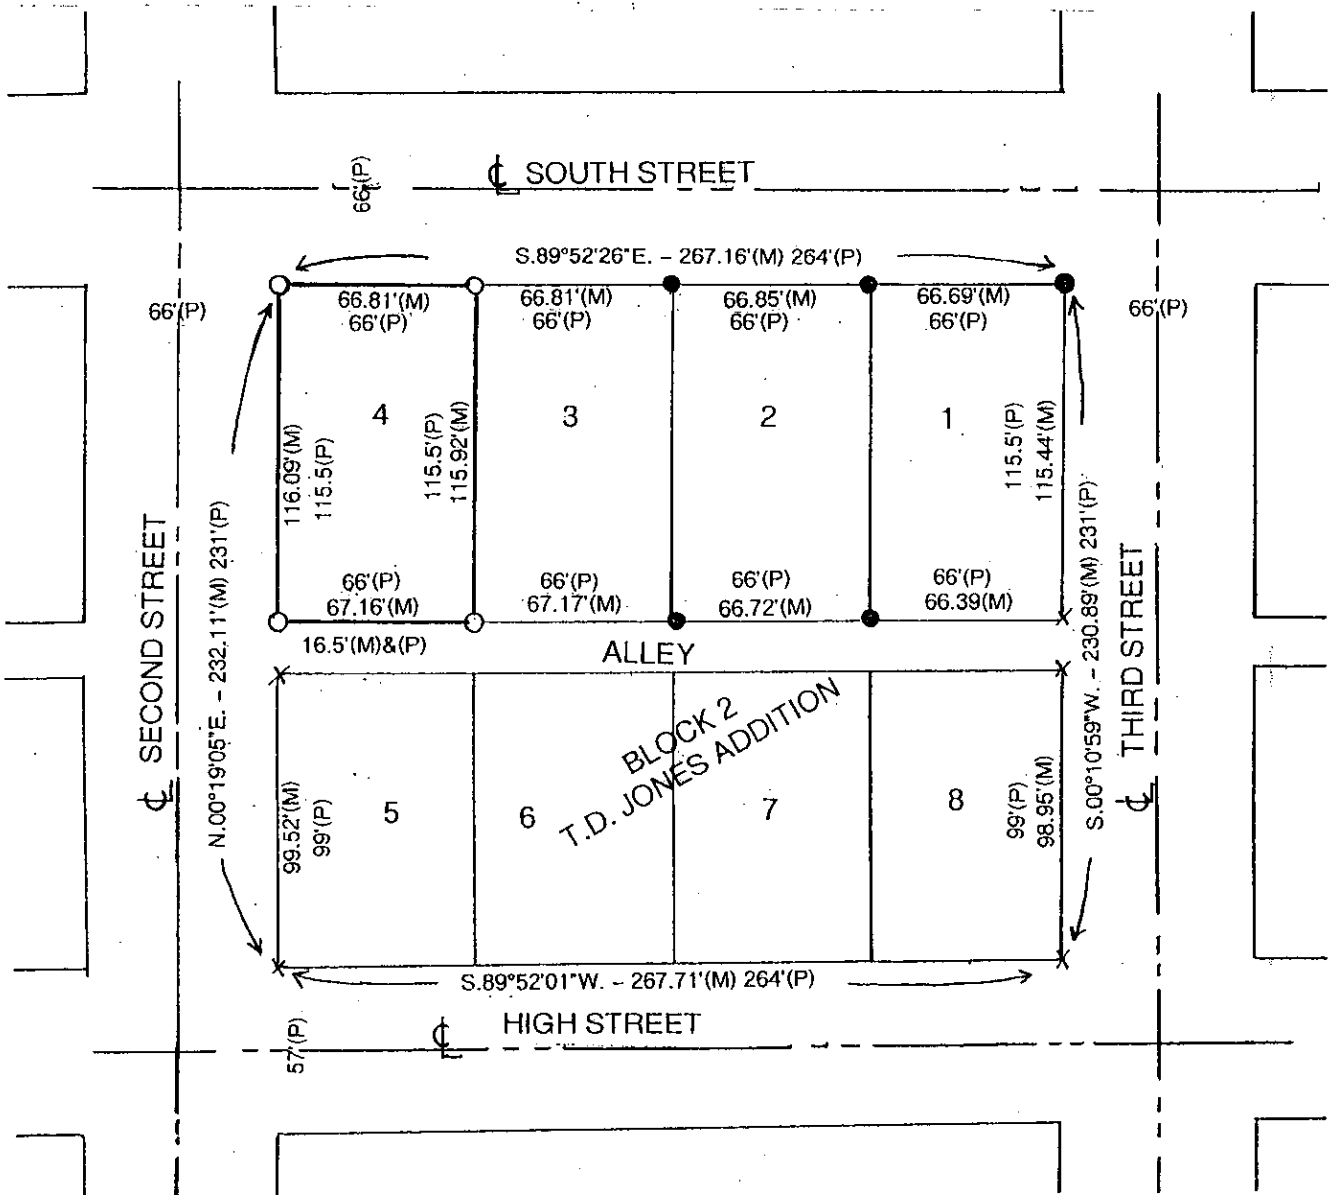 66'(P)
℄ SOUTH STREET
S.89°52'26"E. - 267.16'(M) 264'(P)
66'(P)
66.81'(M)
66'(P)
66.81'(M)
66'(P)
66.85'(M)
66'(P)
66.69'(M)
66'(P)
66'(P)
4
3
2
1
116.09'(M)
115.5(P)
115.5'(P)
115.92'(M)
115.5'(P)
115.44'(M)
66'(P)
67.16'(M)
66'(P)
67.17'(M)
66'(P)
66.72'(M)
66'(P)
66.39(M)
16.5'(M)&(P)
ALLEY
℄ SECOND STREET
N.00°19'05"E. - 232.11'(M) 231'(P)
S.00°10'59"W. - 230.89'(M) 231'(P)
℄ THIRD STREET
BLOCK 2
T.D. JONES ADDITION
5
6
7
8
99.52'(M)
99'(P)
99'(P)
98.95'(M)
S.89°52'01"W. - 267.71'(M) 264'(P)
57'(P)
℄ HIGH STREET